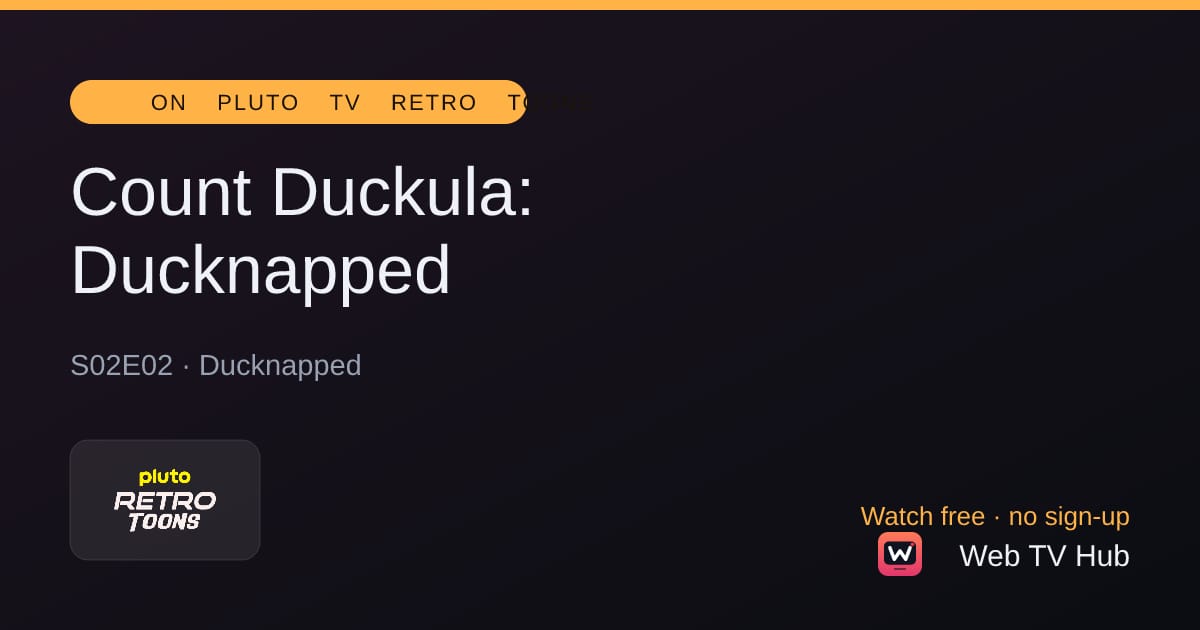 ON PLUTO TV RETRO TOONS
Count Duckula:
Ducknapped
S02E02 · Ducknapped
pluto
RETRO
TOONS
Watch free · no sign-up
W
Web TV Hub